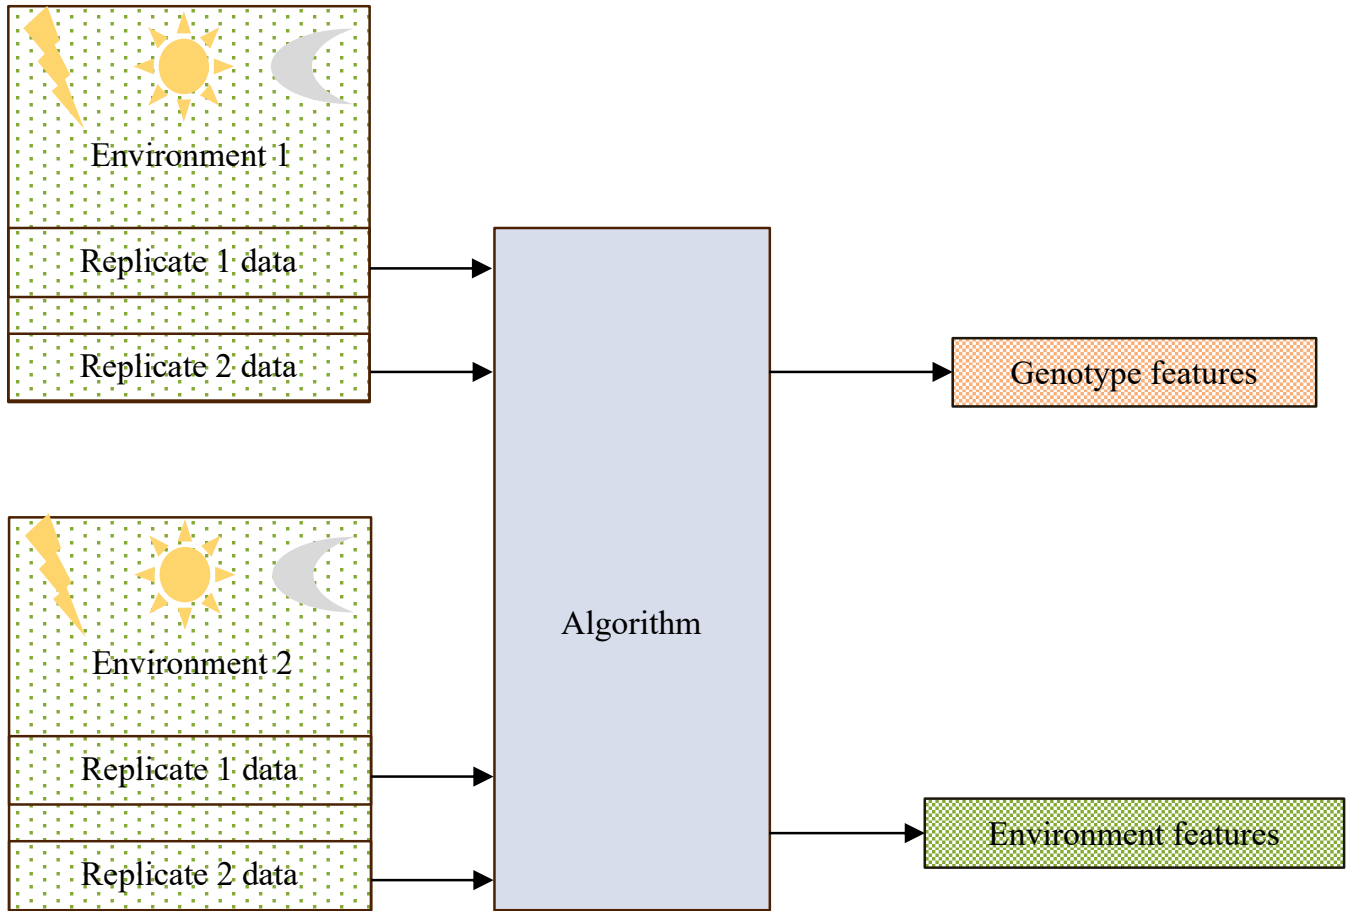 Environment 1
Replicate 1 data
Replicate 2 data
Genotype features
Algorithm
Environment 2
Replicate 1 data
Replicate 2 data
Environment features